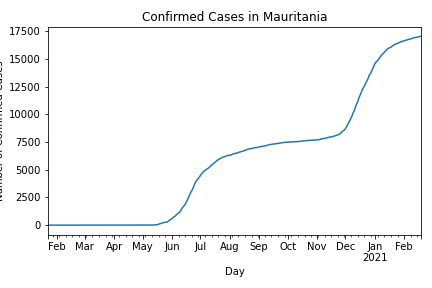 Confirmed Cases in Mauritania
Number of Confirmed Cases
17500
15000
12500
10000
7500
5000
2500
0
Feb Mar Apr May Jun Jul Aug Sep Oct Nov Dec Jan Feb
2021
Day